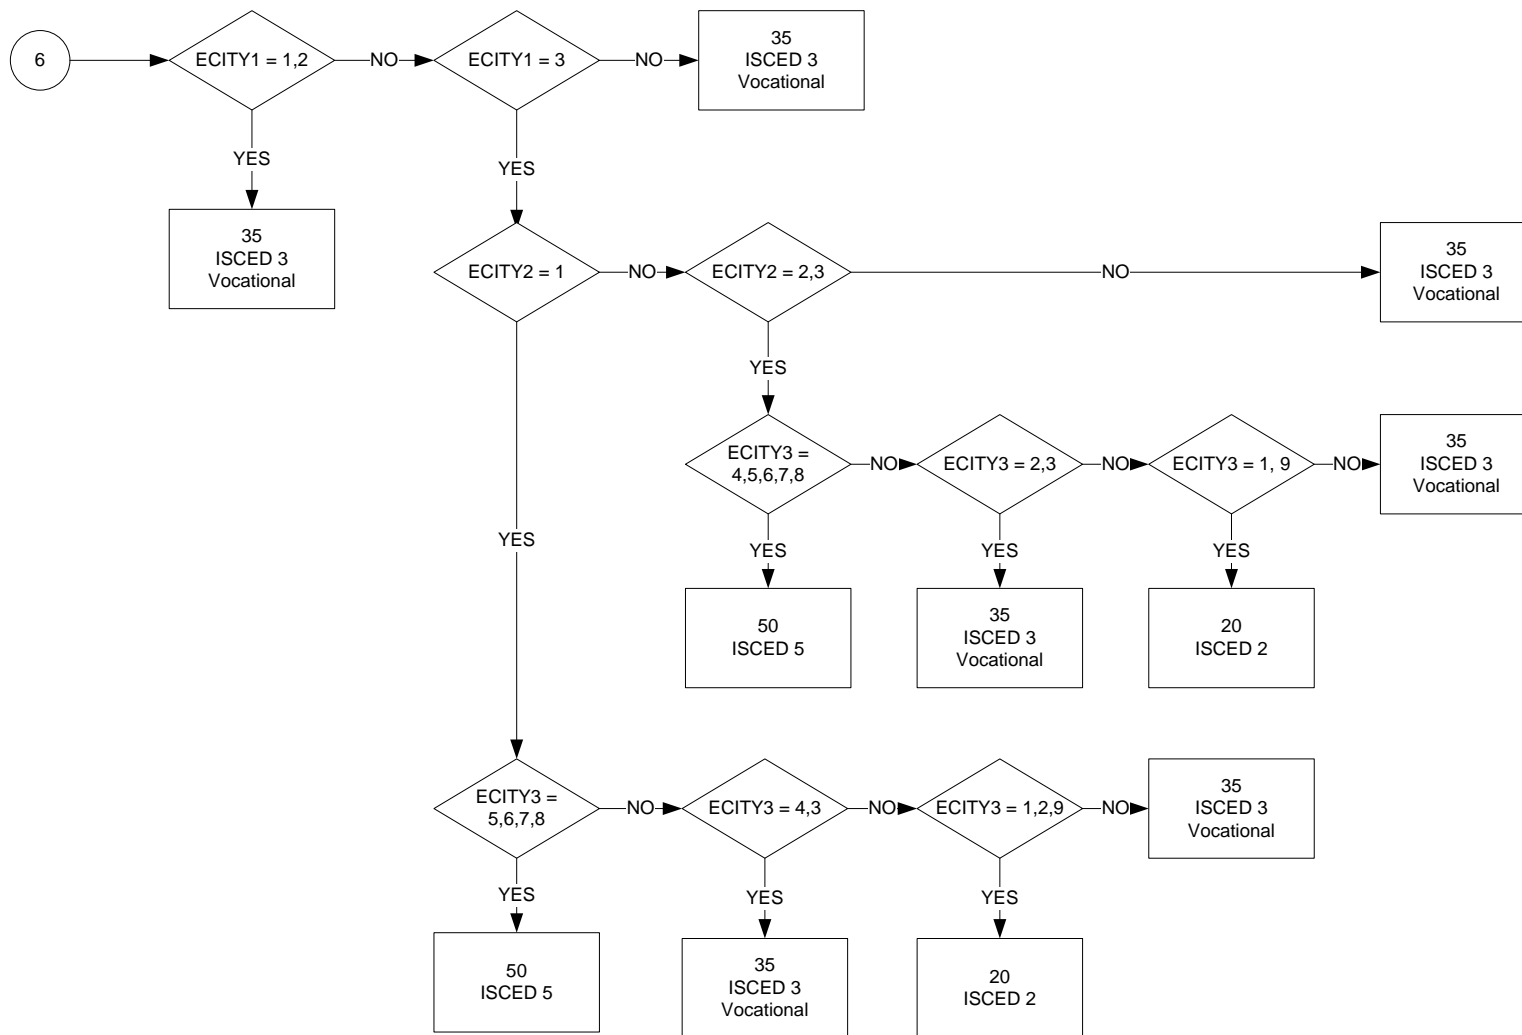 6
ECITY1 = 1,2
NO
ECITY1 = 3
NO
35
ISCED 3
Vocational
YES
YES
35
ISCED 3
Vocational
ECITY2 = 1
NO
ECITY2 = 2,3
NO
35
ISCED 3
Vocational
YES
YES
ECITY3 =
4,5,6,7,8
NO
ECITY3 = 2,3
NO
ECITY3 = 1, 9
NO
35
ISCED 3
Vocational
YES
YES
YES
50
ISCED 5
35
ISCED 3
Vocational
20
ISCED 2
ECITY3 =
5,6,7,8
NO
ECITY3 = 4,3
NO
ECITY3 = 1,2,9
NO
35
ISCED 3
Vocational
YES
YES
YES
50
ISCED 5
35
ISCED 3
Vocational
20
ISCED 2